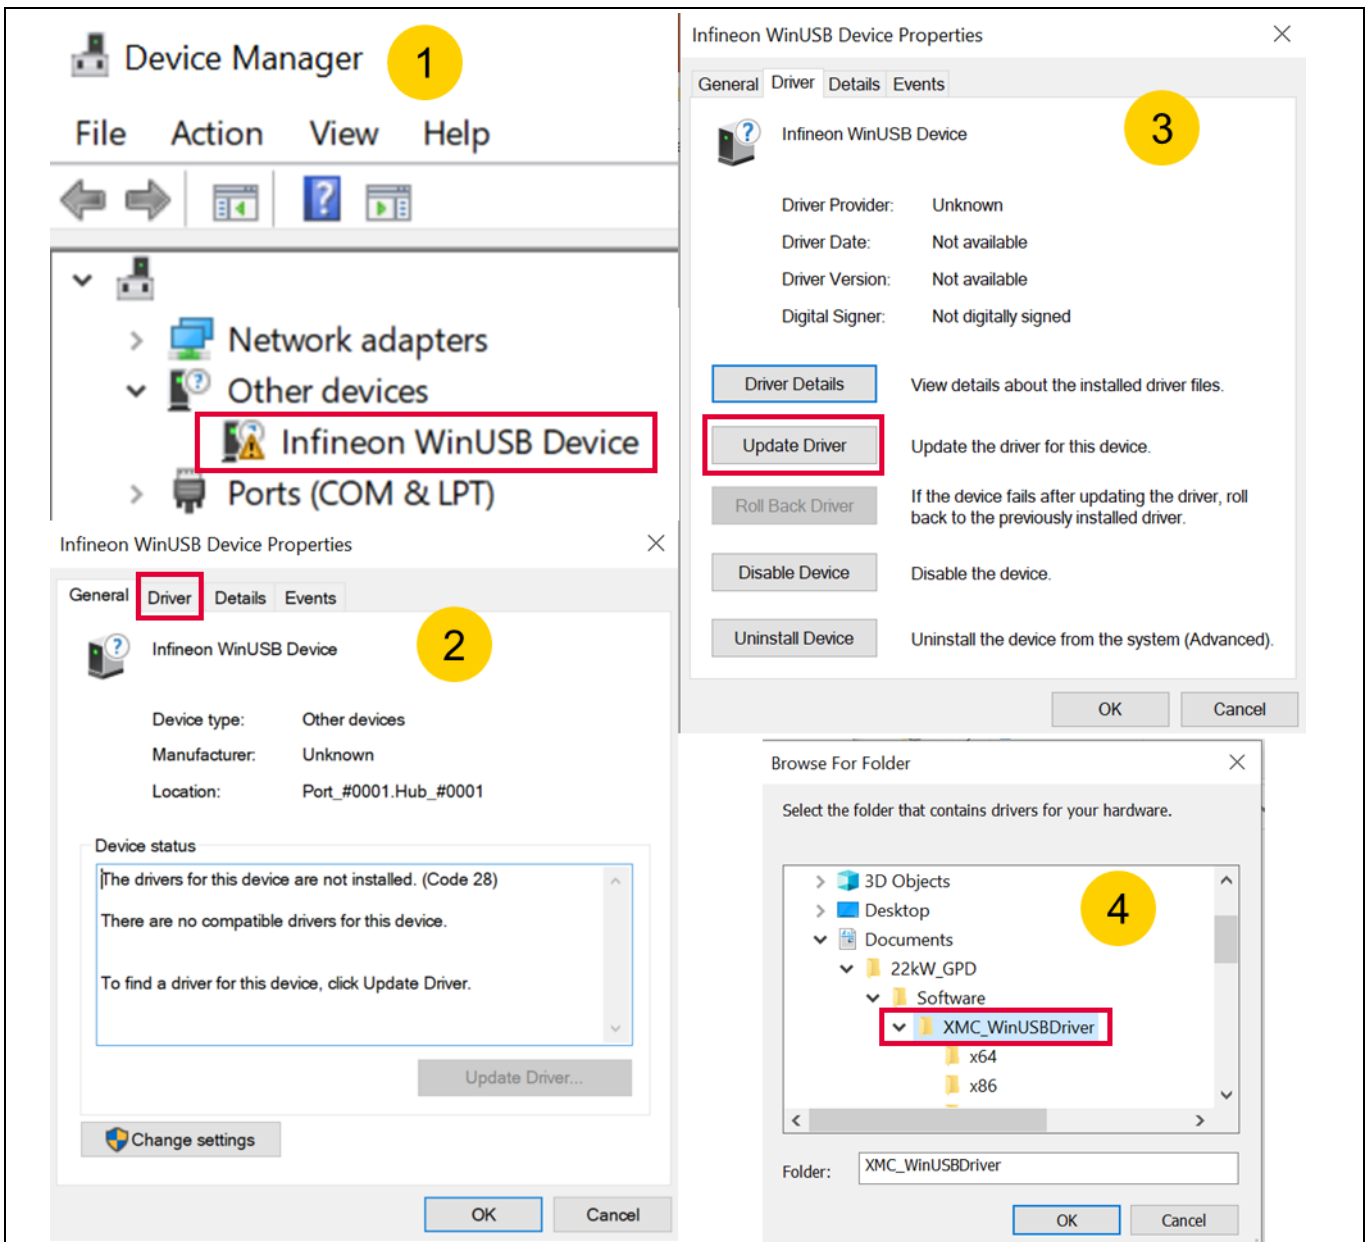 Device Manager
1
File Action View Help
Network adapters
Other devices
Infineon WinUSB Device
Ports (COM & LPT)
Infineon WinUSB Device Properties
General Driver Details Events
2
Infineon WinUSB Device
Device type: Other devices
Manufacturer: Unknown
Location: Port_#0001.Hub_#0001
Device status
The drivers for this device are not installed. (Code 28)
There are no compatible drivers for this device.
To find a driver for this device, click Update Driver.
Update Driver...
Change settings
OK Cancel
Infineon WinUSB Device Properties
General Driver Details Events
3
Infineon WinUSB Device
Driver Provider: Unknown
Driver Date: Not available
Driver Version: Not available
Digital Signer: Not digitally signed
Driver Details View details about the installed driver files.
Update Driver Update the driver for this device.
Roll Back Driver If the device fails after updating the driver, roll
back to the previously installed driver.
Disable Device Disable the device.
Uninstall Device Uninstall the device from the system (Advanced).
OK Cancel
Browse For Folder
Select the folder that contains drivers for your hardware.
3D Objects
4
Desktop
Documents
22kW_GPD
Software
XMC_WinUSBDriver
x64
x86
Folder: XMC_WinUSBDriver
OK Cancel